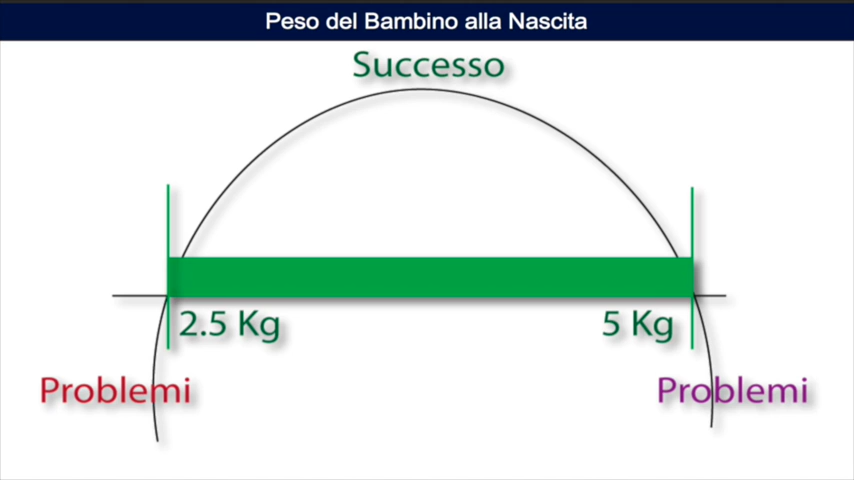 Peso del Bambino alla Nascita
Successo
2.5 Kg
5 Kg
Problemi
Problemi